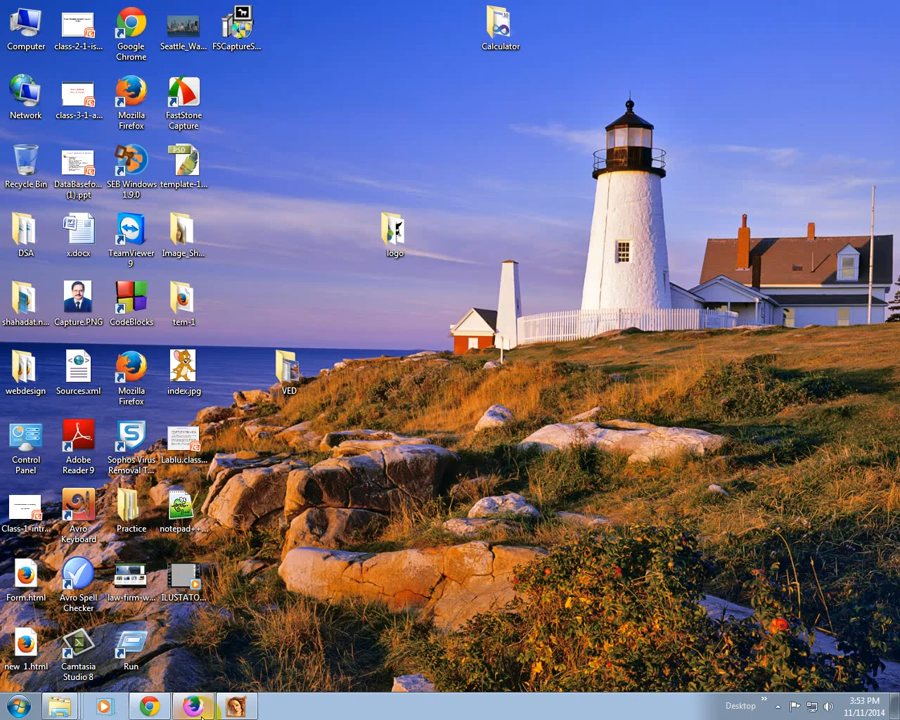 Computer
class-2-1-is...
Google
Chrome
Seattle_Wa...
FSCaptureS...
Calculator
Network
class-3-1-a...
Mozilla
Firefox
FastStone
Capture
Recycle Bin
DataBasefo...
(1).ppt
SEB Windows
1.9.0
PSD
template-1...
DSA
x.docx
TeamViewer
9
Image_Sh...
logo
shahadat.n...
Capture.PNG
CodeBlocks
tem-1
webdesign
Sources.xml
Mozilla
Firefox
index.jpg
VED
Control
Panel
Adobe
Reader 9
Sophos Virus
Removal T...
Lablu.class...
Class-1-intr...
Avro
Keyboard
Practice
notepad++...
Form.html
Avro Spell
Checker
law-firm-w...
ILUSTATO...
new_1.html
Camtasia
Studio 8
Run
Desktop
3:53 PM
11/11/2014